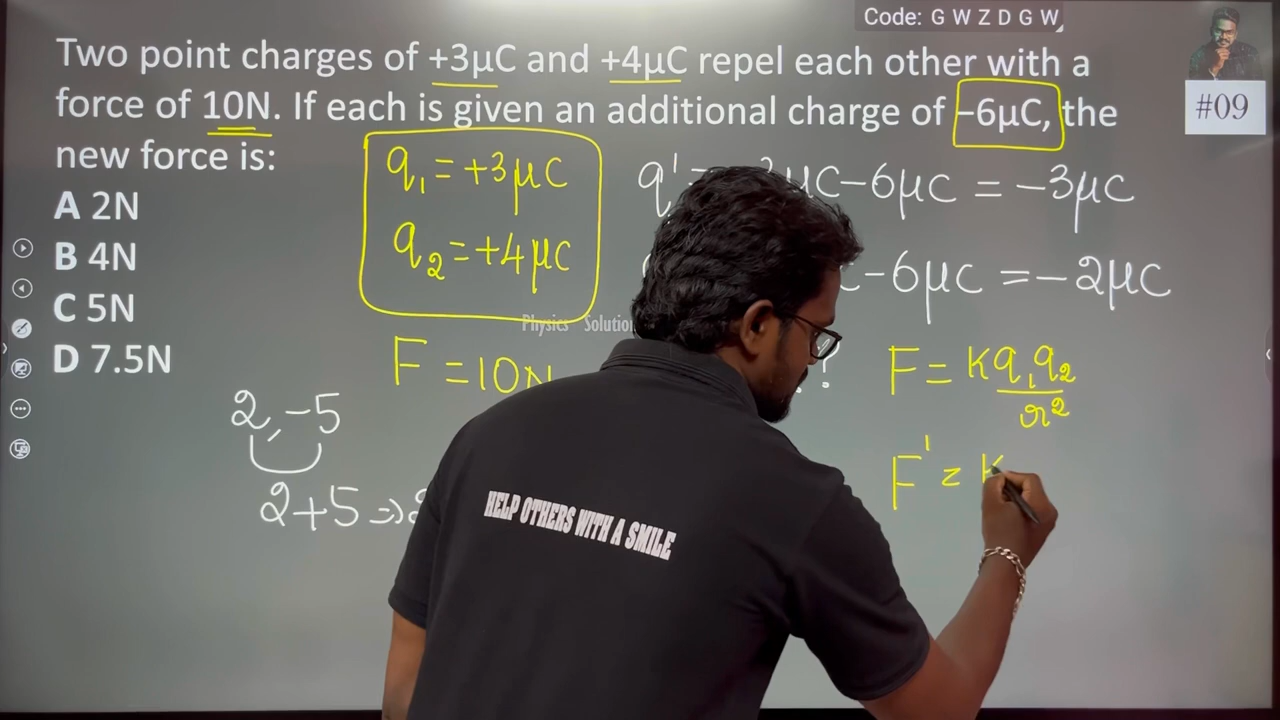 Code: G W Z D G W
Two point charges of +3μC and +4μC repel each other with a
force of 10N. If each is given an additional charge of -6μC, the
new force is:
#09
A 2N
B 4N
C 5N
D 7.5N
q₁ = +3μC
q₂ = +4μC
q' μC-6μC = -3μC
-6μC = -2μC
Physics Solutio
F = 10N
?
F = Kq₁q₂/r²
F' = K
2, -5
2+5 ⇒
HELP OTHERS WITH A SMILE